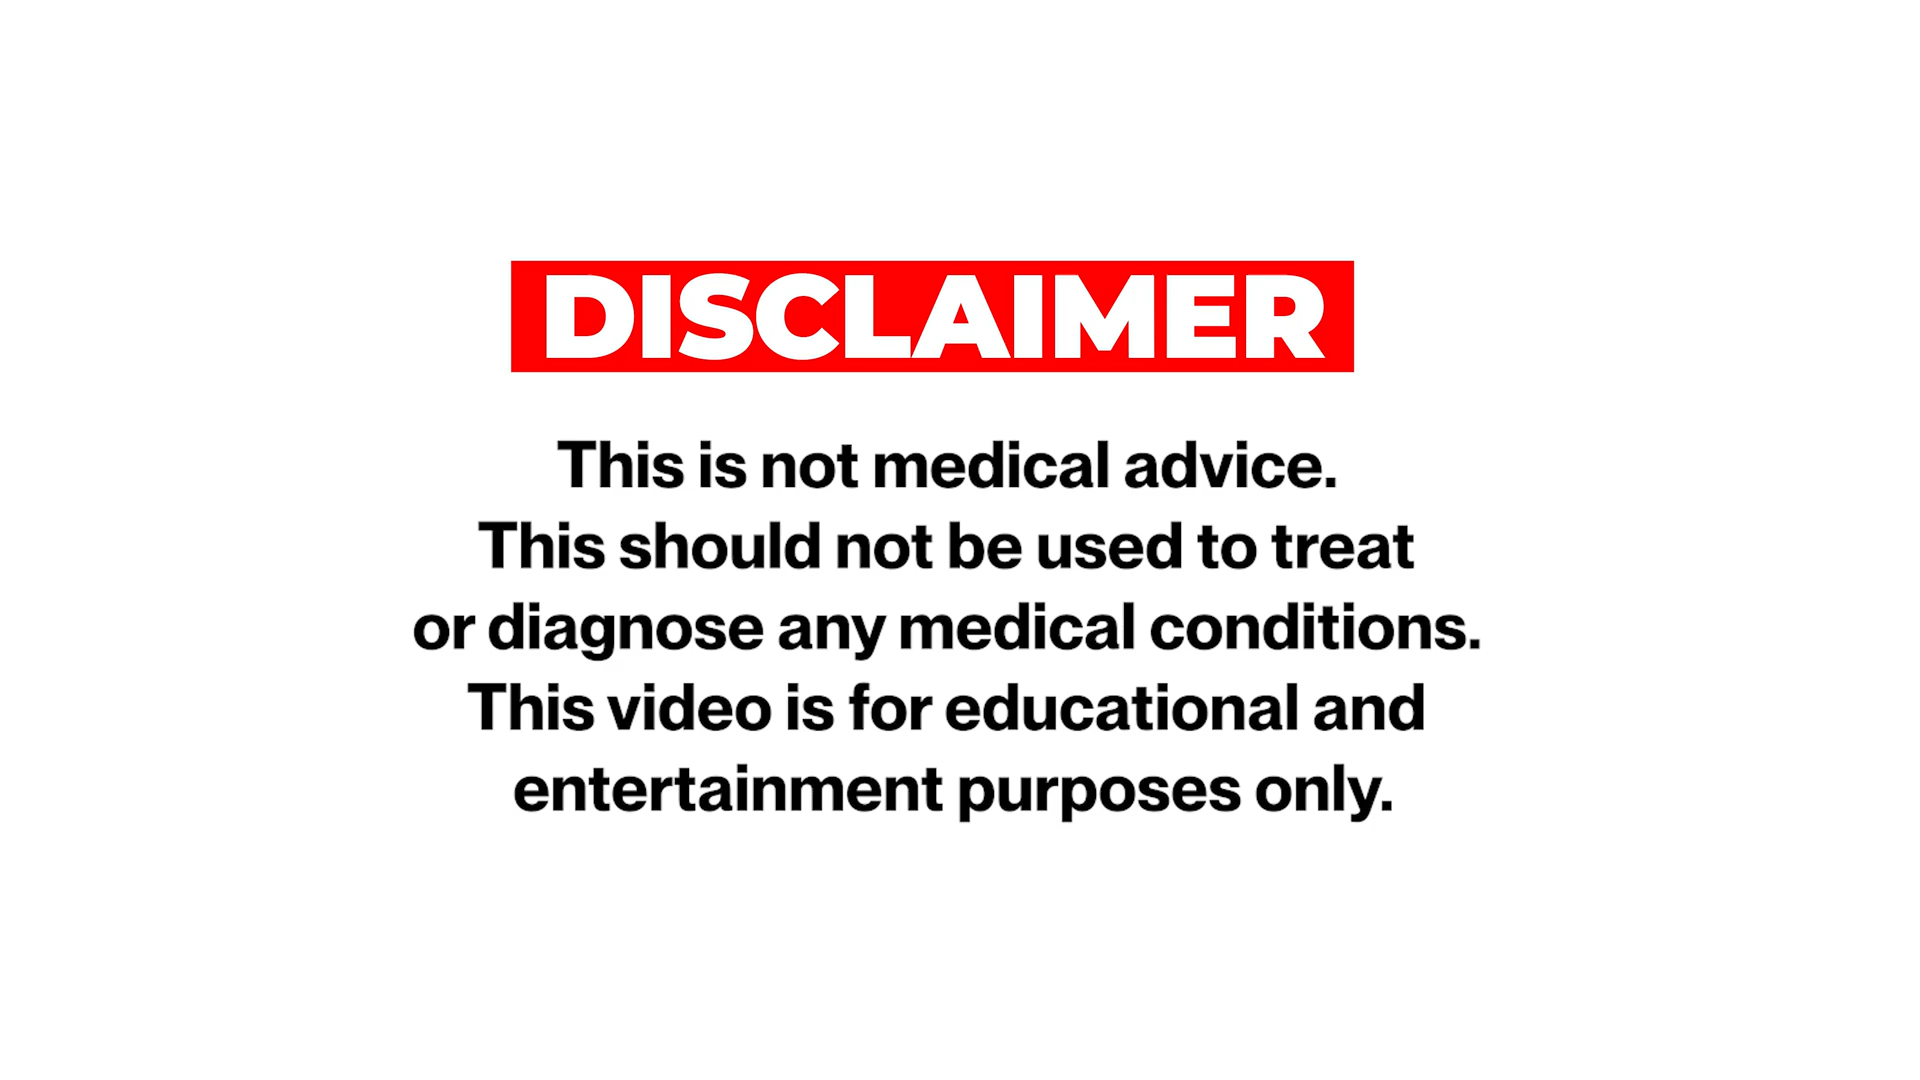 DISCLAIMER
This is not medical advice.
This should not be used to treat
or diagnose any medical conditions.
This video is for educational and
entertainment purposes only.